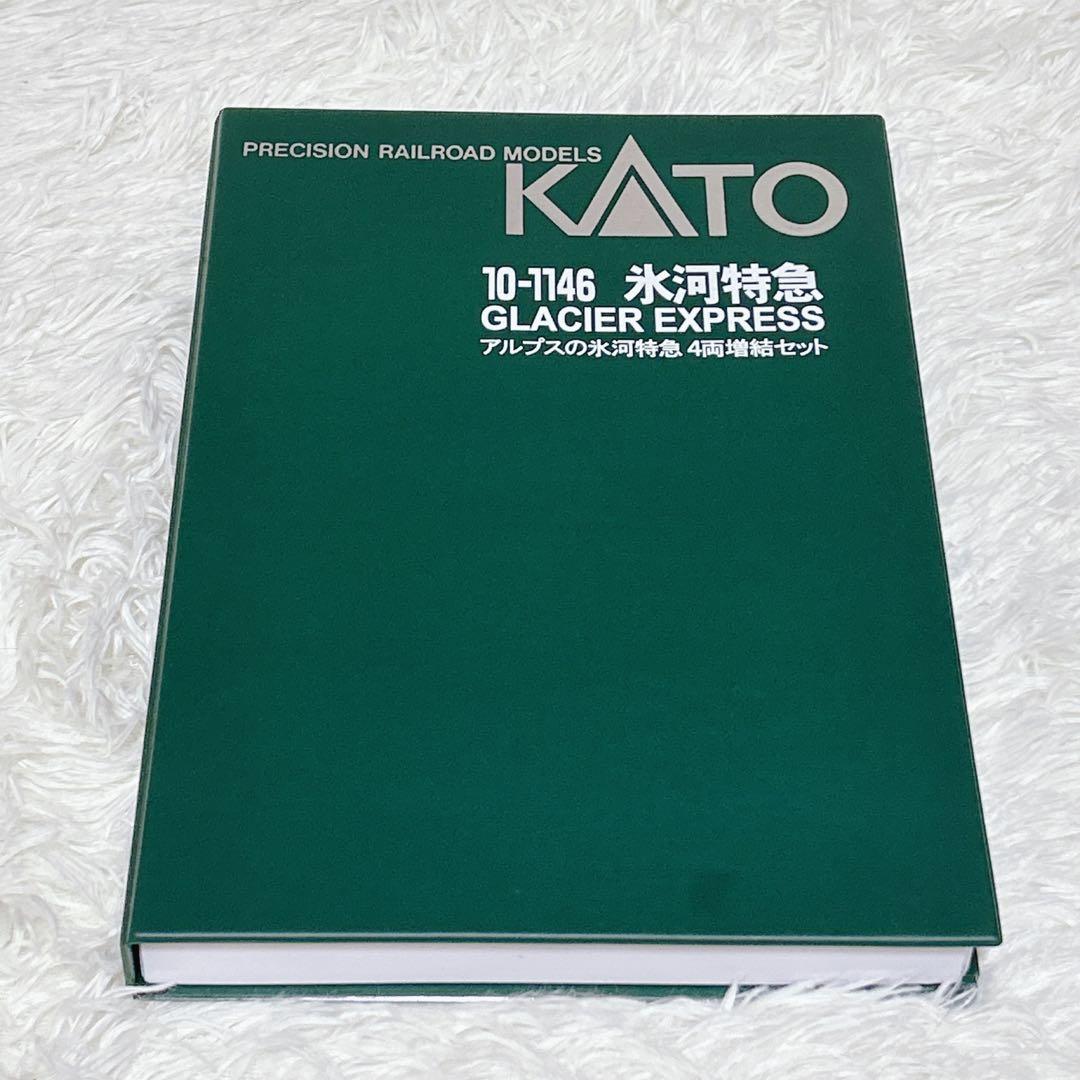 PRECISION RAILROAD MODELS
KATO
10-1146 氷河特急
GLACIER EXPRESS
アルプスの氷河特急 4両増結セット